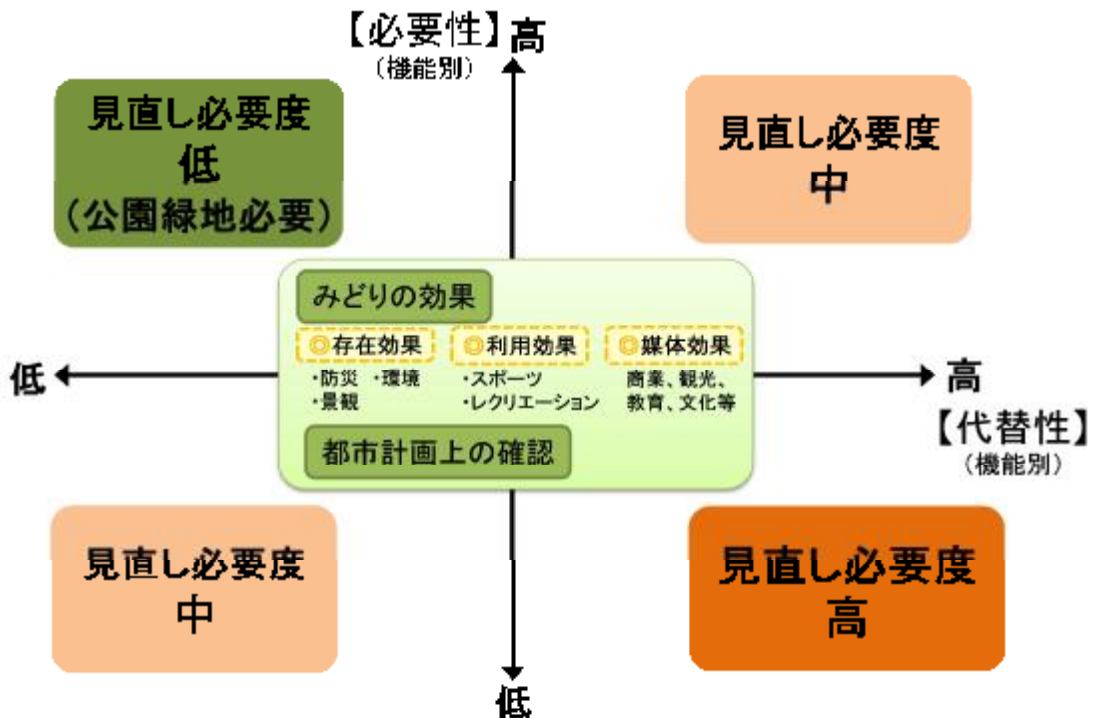 【必要性】高
（機能別）
見直し必要度
低
（公園緑地必要）
見直し必要度
中
みどりの効果
◎存在効果
・防災 ・環境
・景観
◎利用効果
・スポーツ
・レクリエーション
◎媒体効果
商業、観光、
教育、文化等
都市計画上の確認
低
高
【代替性】
（機能別）
見直し必要度
中
見直し必要度
高
低